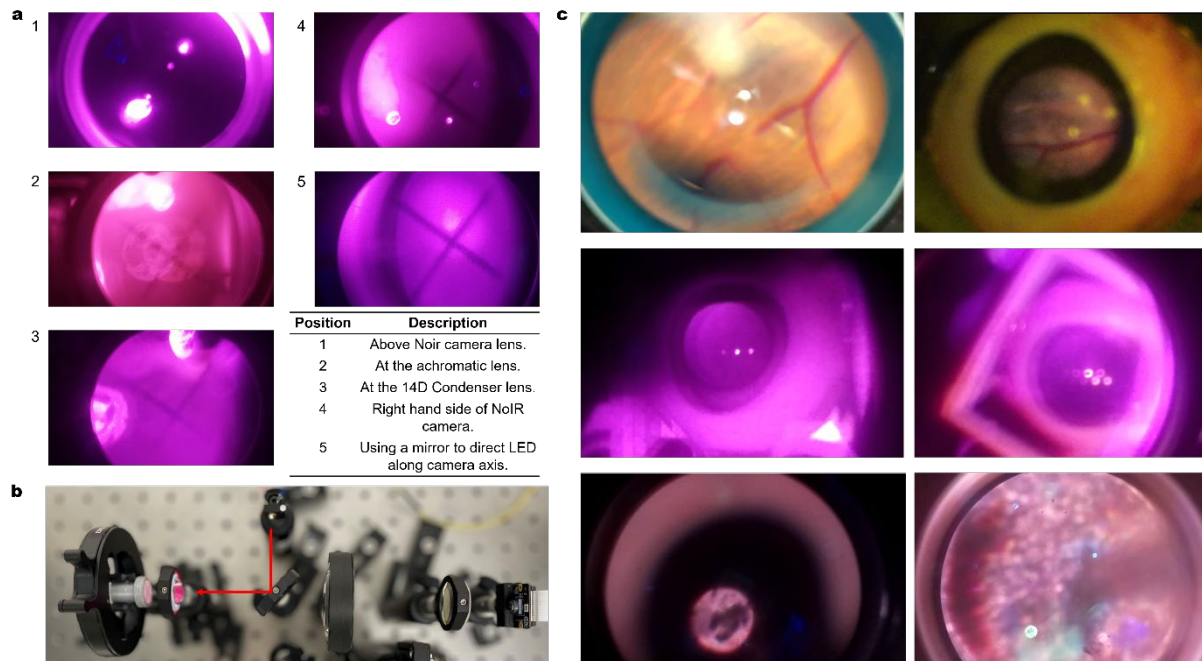 a
1
4
2
5
3
Position Description
1 Above Noir camera lens.
2 At the achromatic lens.
3 At the 14D Condenser lens.
4 Right hand side of NoIR
camera.
5 Using a mirror to direct LED
along camera axis.
b
c